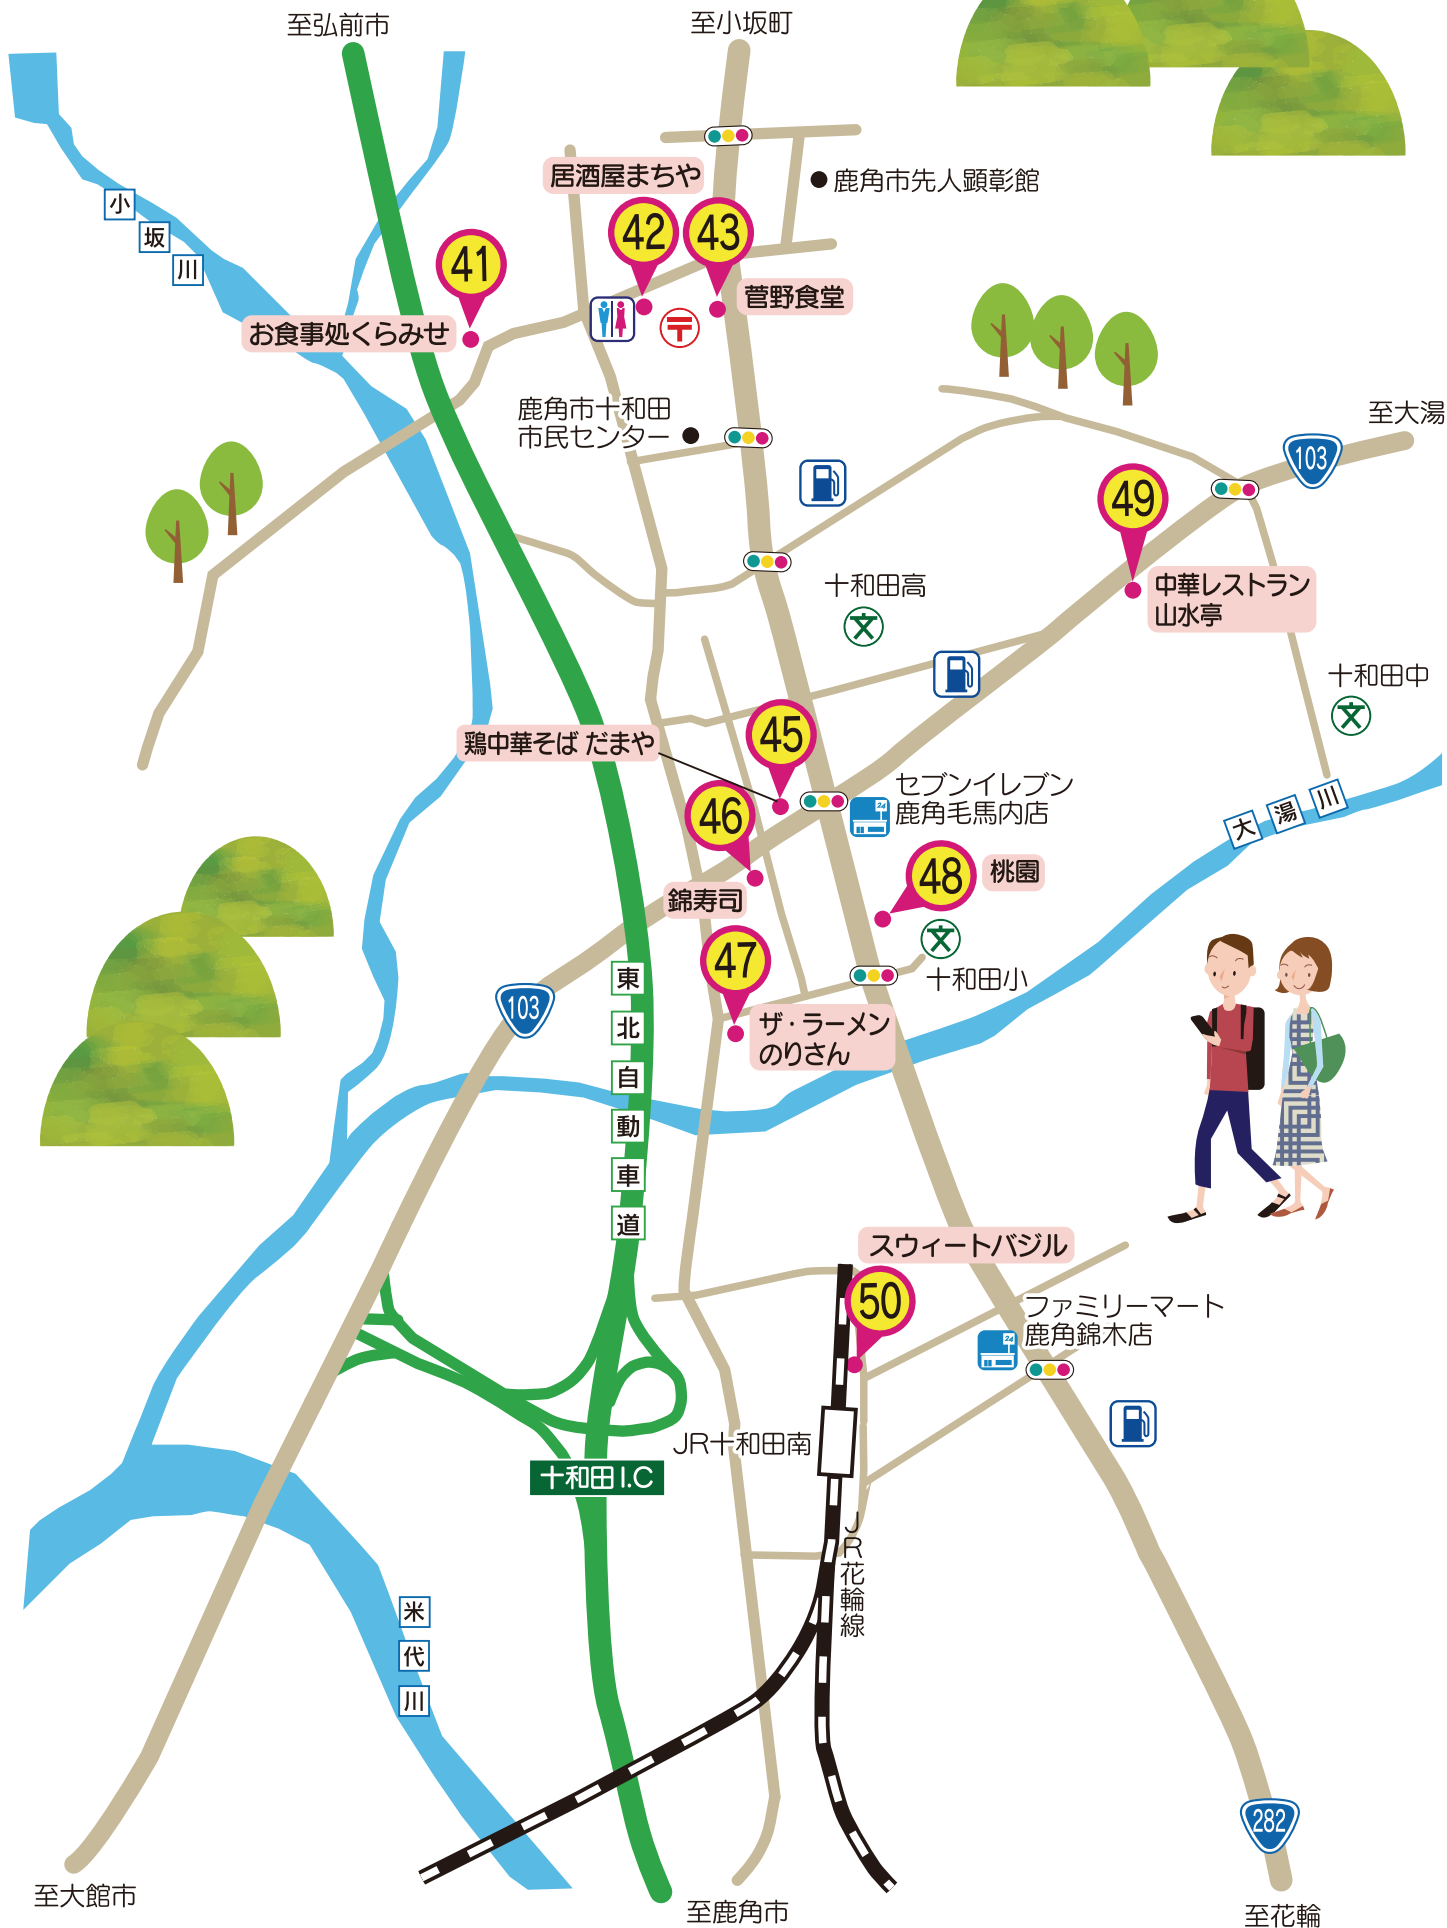 至弘前市
至小坂町
居酒屋まちや
鹿角市先人顕彰館
小坂川
41
42
43
菅野食堂
お食事処くらみせ
〒
鹿角市十和田
市民センター
至大湯
103
49
中華レストラン
山水亭
十和田高
文
十和田中
文
鶏中華そば だまや
45
46
セブンイレブン
鹿角毛馬内店
24
大湯川
48
桃園
錦寿司
文
十和田小
47
103
ザ・ラーメン
のりさん
東北自動車道
スウィートバジル
50
ファミリーマート
鹿角錦木店
24
JR十和田南
十和田I.C
JR花輪線
米代川
282
至大館市
至鹿角市
至花輪